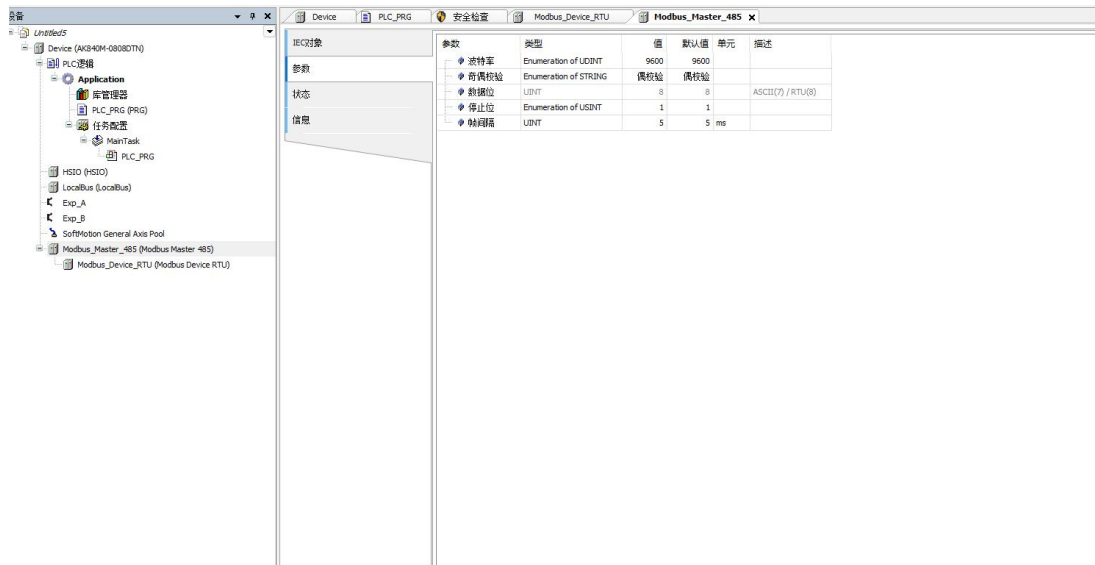 设备
Untitled5
Device (AK840M-0808DTN)
PLC逻辑
Application
库管理器
PLC_PRG (PRG)
任务配置
MainTask
PLC_PRG
HSIO (HSIO)
LocalBus (LocalBus)
Exp_A
Exp_B
SoftMotion General Axis Pool
Modbus_Master_485 (Modbus Master 485)
Modbus_Device_RTU (Modbus Device RTU)
Device PLC_PRG 安全检查 Modbus_Device_RTU Modbus_Master_485
IEC对象
参数
状态
信息
参数 类型 值 默认值 单元 描述
波特率 Enumeration of UDINT 9600 9600
奇偶校验 Enumeration of STRING 偶校验 偶校验
数据位 UINT 8 8 ASCII(7) / RTU(8)
停止位 Enumeration of USINT 1 1
帧间隔 UINT 5 5 ms